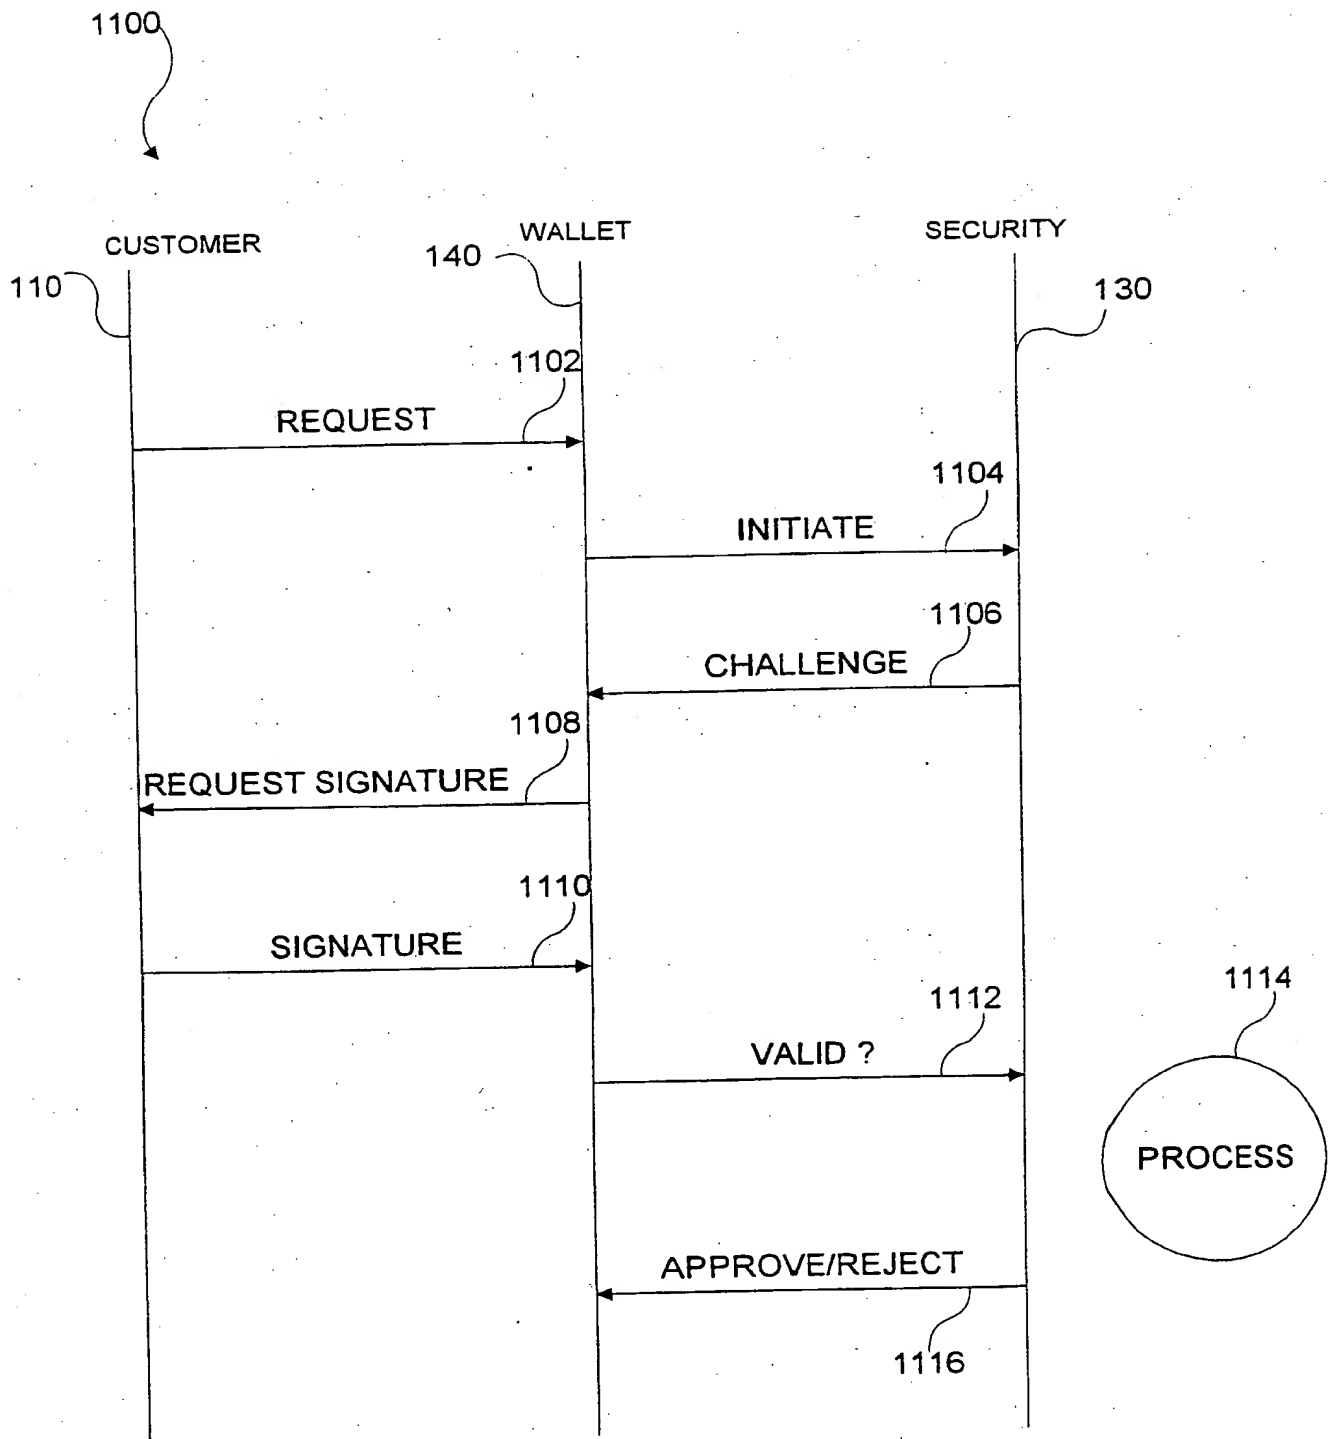 1100
CUSTOMER
WALLET
SECURITY
110
140
130
1102
REQUEST
1104
INITIATE
1106
CHALLENGE
1108
REQUEST SIGNATURE
1110
SIGNATURE
1112
VALID ?
1114
PROCESS
APPROVE/REJECT
1116